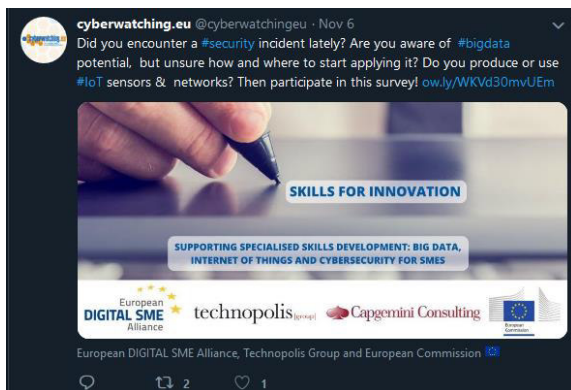 cyberwatching.eu @cyberwatchingeu · Nov 6
Did you encounter a #security incident lately? Are you aware of #bigdata
potential, but unsure how and where to start applying it? Do you produce or use
#IoT sensors & networks? Then participate in this survey! ow.ly/WKVd30mvUEm
SKILLS FOR INNOVATION
SUPPORTING SPECIALISED SKILLS DEVELOPMENT: BIG DATA,
INTERNET OF THINGS AND CYBERSECURITY FOR SMES
European
DIGITAL SME
Alliance
technopolis |group|
Capgemini Consulting
European
Commission
European DIGITAL SME Alliance, Technopolis Group and European Commission
2
1